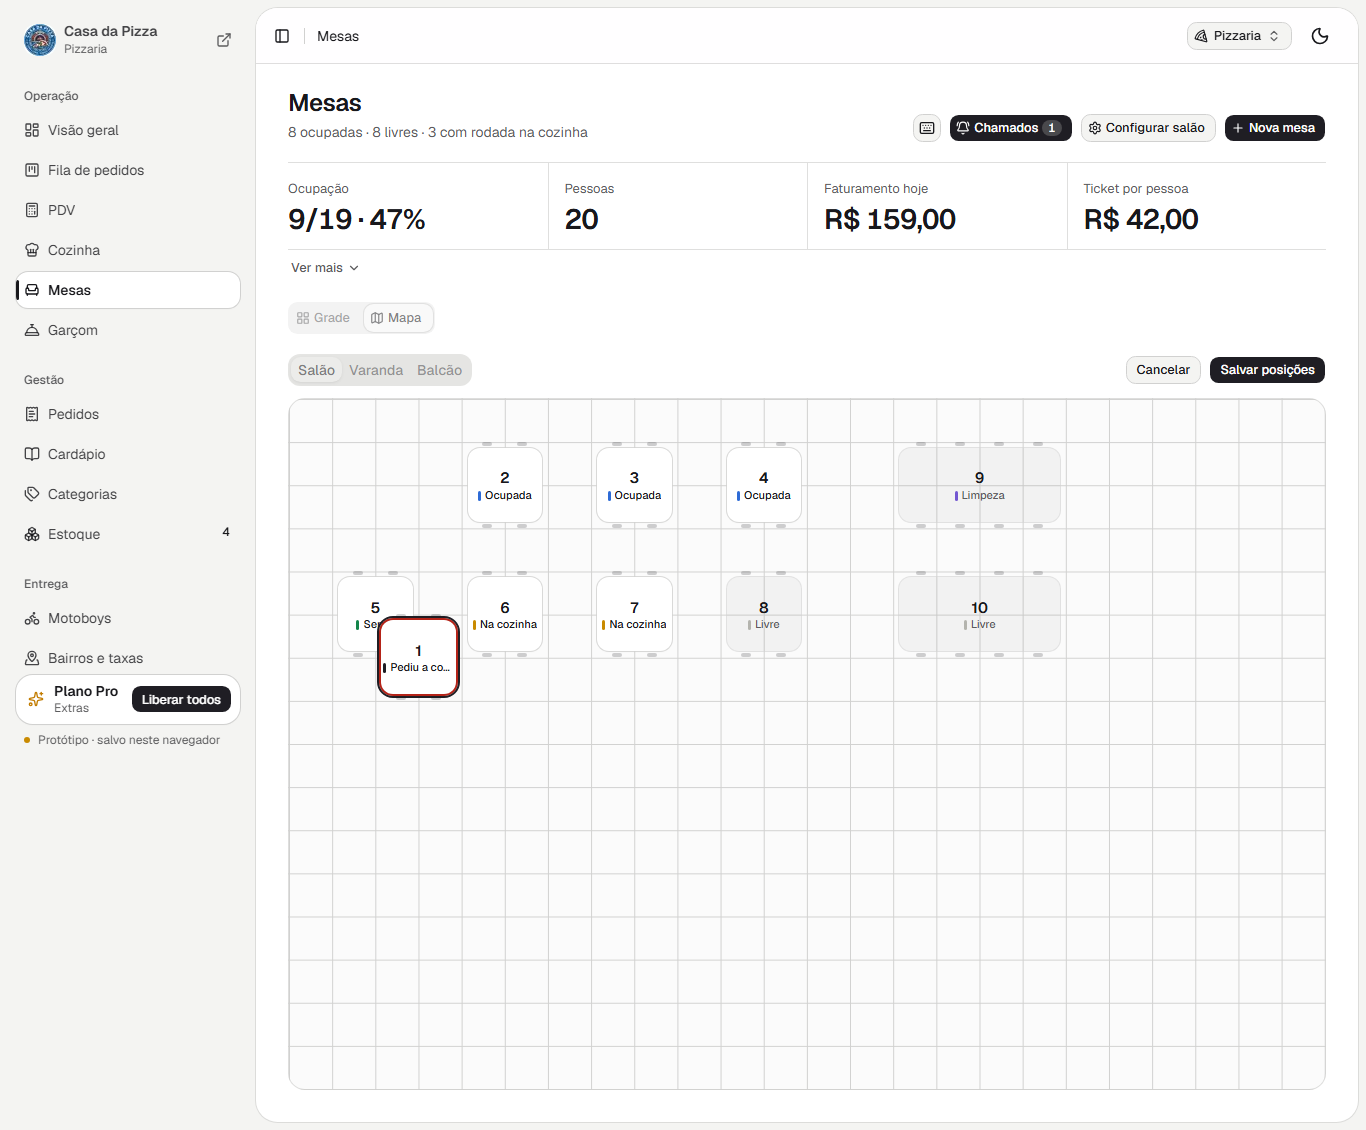 Casa da Pizza
Pizzaria
Operação
Visão geral
Fila de pedidos
PDV
Cozinha
Mesas
Garçom
Gestão
Pedidos
Cardápio
Categorias
Estoque 4
Entrega
Motoboys
Bairros e taxas
Plano Pro
Extras
Liberar todos
Protótipo · salvo neste navegador
Mesas
Pizzaria
Mesas
8 ocupadas · 8 livres · 3 com rodada na cozinha
Chamados 1
Configurar salão
Nova mesa
Ocupação
9/19 · 47%
Pessoas
20
Faturamento hoje
R$ 159,00
Ticket por pessoa
R$ 42,00
Ver mais
Grade Mapa
Salão Varanda Balcão
Cancelar Salvar posições
2
Ocupada
3
Ocupada
4
Ocupada
9
Limpeza
5
Se
6
Na cozinha
7
Na cozinha
8
Livre
10
Livre
1
Pediu a co...